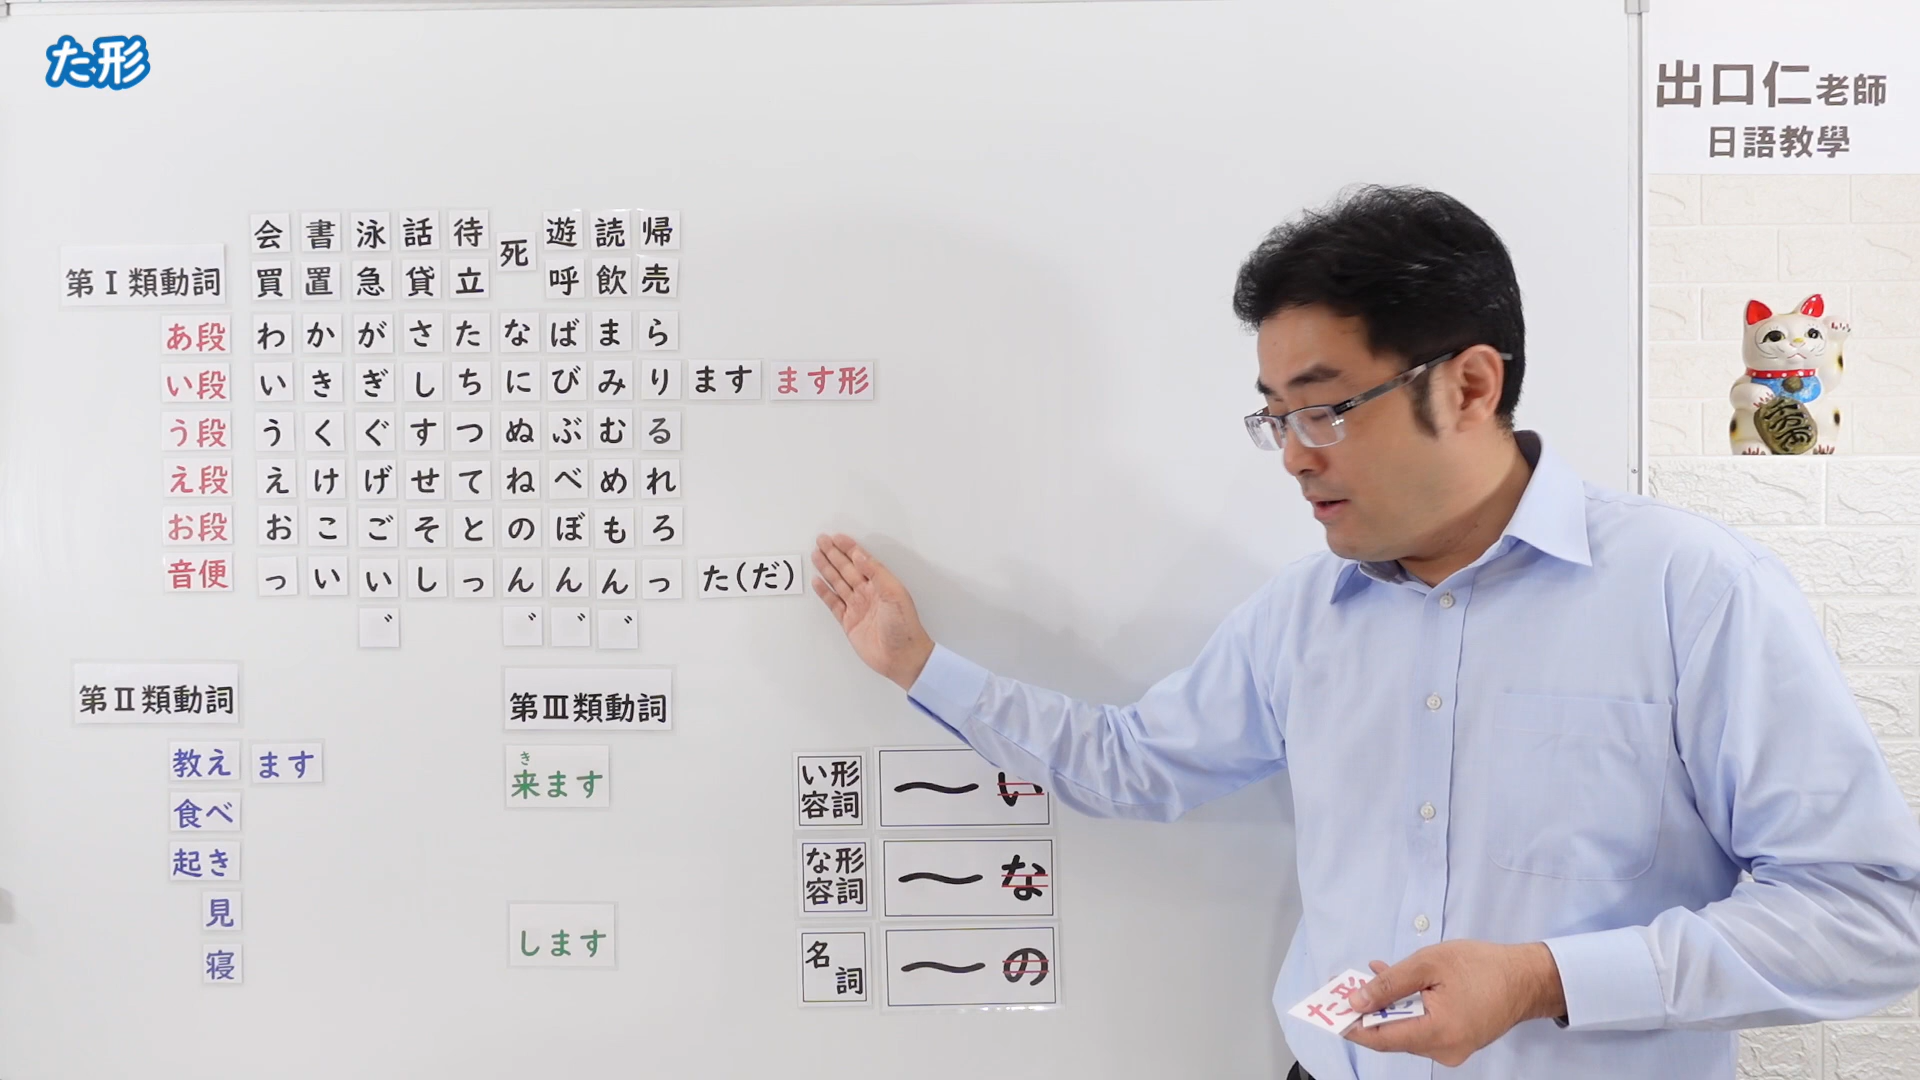 た形
出口仁老師
日語教學
会 書 泳 話 待 死 遊 読 帰
買 置 急 貸 立 呼 飲 売
第Ⅰ類動詞
あ段 わ か が さ た な ば ま ら
い段 い き ぎ し ち に び み り ます ます形
う段 う く ぐ す つ ぬ ぶ む る
え段 え け げ せ て ね べ め れ
お段 お こ ご そ と の ぼ も ろ
音便 っ い い し っ ん ん ん っ た(だ)
゛ ゛ ゛ ゛
第Ⅱ類動詞
教え ます
食べ
起き
見
寝
第Ⅲ類動詞
き
来ます
します
い形容詞 〜い
な形容詞 〜な
名詞 〜の
た形
た